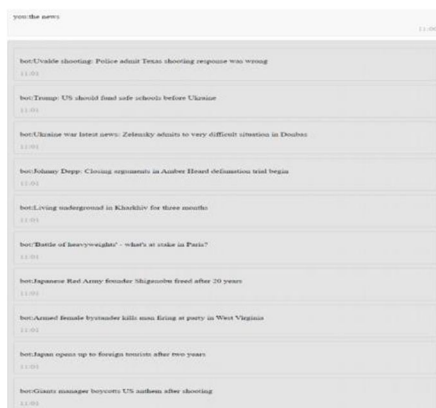 you:the news
11:00
bot:Uvalde shooting: Police admit Texas shooting response was wrong
11:01
bot:Trump: US should fund safe schools before Ukraine
11:01
bot:Ukraine war latest news: Zelensky admits to very difficult situation in Donbas
11:01
bot:Johnny Depp: Closing arguments in Amber Heard defamation trial begin
11:01
bot:Living underground in Kharkhiv for three months
11:01
bot:'Battle of heavyweights' - what's at stake in Paris?
11:01
bot:Japanese Red Army founder Shigenobu freed after 20 years
11:01
bot:Armed female bystander kills man firing at party in West Virginia
11:01
bot:Japan opens up to foreign tourists after two years
11:01
bot:Giants manager boycotts US anthem after shooting
11:01